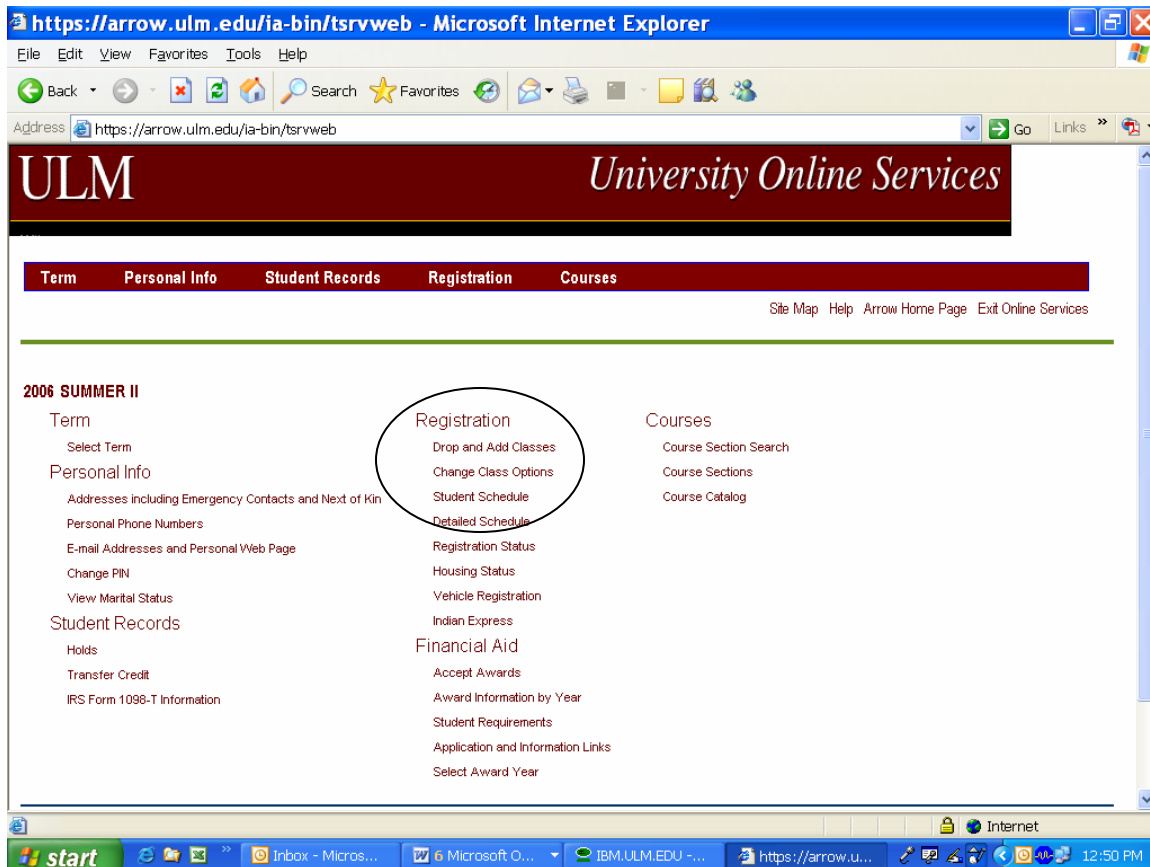 https://arrow.ulm.edu/ia-bin/tsrvweb - Microsoft Internet Explorer
File Edit View Favorites Tools Help
Back Search Favorites
Address https://arrow.ulm.edu/ia-bin/tsrvweb Go Links »
ULM University Online Services
Term Personal Info Student Records Registration Courses
Site Map Help Arrow Home Page Exit Online Services
2006 SUMMER II
Term
Select Term
Personal Info
Addresses including Emergency Contacts and Next of Kin
Personal Phone Numbers
E-mail Addresses and Personal Web Page
Change PIN
View Marital Status
Student Records
Holds
Transfer Credit
IRS Form 1098-T Information
Registration
Drop and Add Classes
Change Class Options
Student Schedule
Detailed Schedule
Registration Status
Housing Status
Vehicle Registration
Indian Express
Financial Aid
Accept Awards
Award Information by Year
Student Requirements
Application and Information Links
Select Award Year
Courses
Course Section Search
Course Sections
Course Catalog
Internet
start » Inbox - Micros... 6 Microsoft O... IBM.ULM.EDU -... https://arrow.u... 12:50 PM